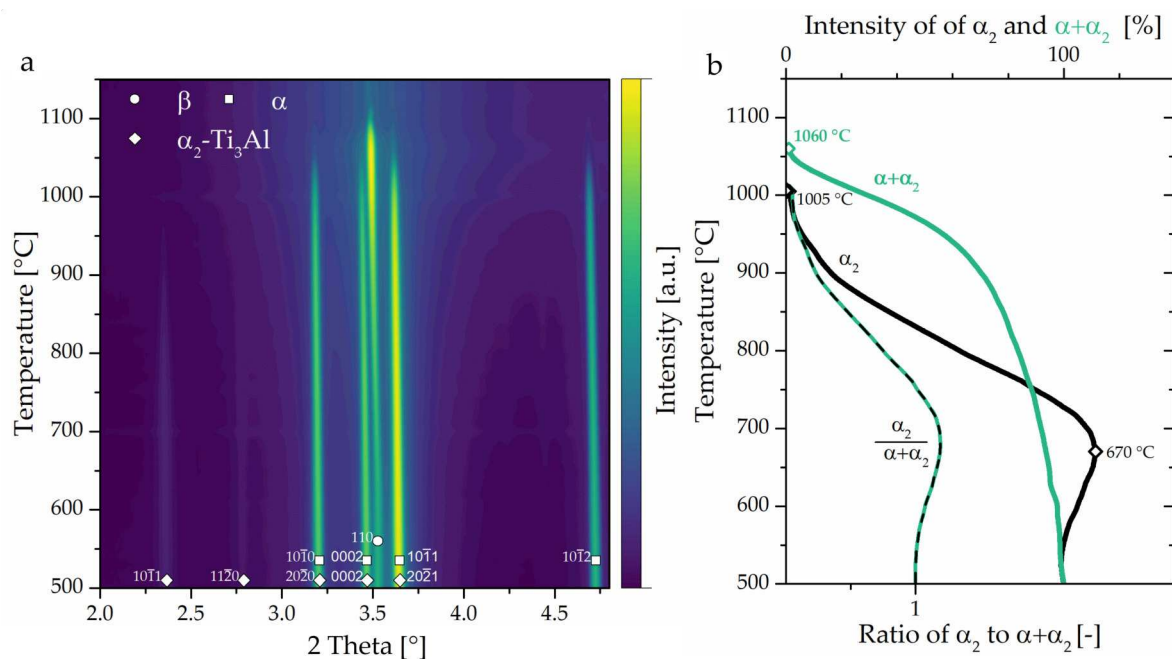 a
β α
α₂-Ti₃Al
1100
1000
900
800
700
600
500
Temperature [°C]
110
101̄0 0002 101̄1 101̄2
101̄1 112̄0 202̄0 0002 202̄1
2.0 2.5 3.0 3.5 4.0 4.5
2 Theta [°]
Intensity [a.u.]
b
Intensity of of α₂ and α+α₂ [%]
0 100
1100
1000
900
800
700
600
500
Temperature [°C]
1060 °C
α+α₂
1005 °C
α₂
α₂
α+α₂
670 °C
1
Ratio of α₂ to α+α₂ [-]